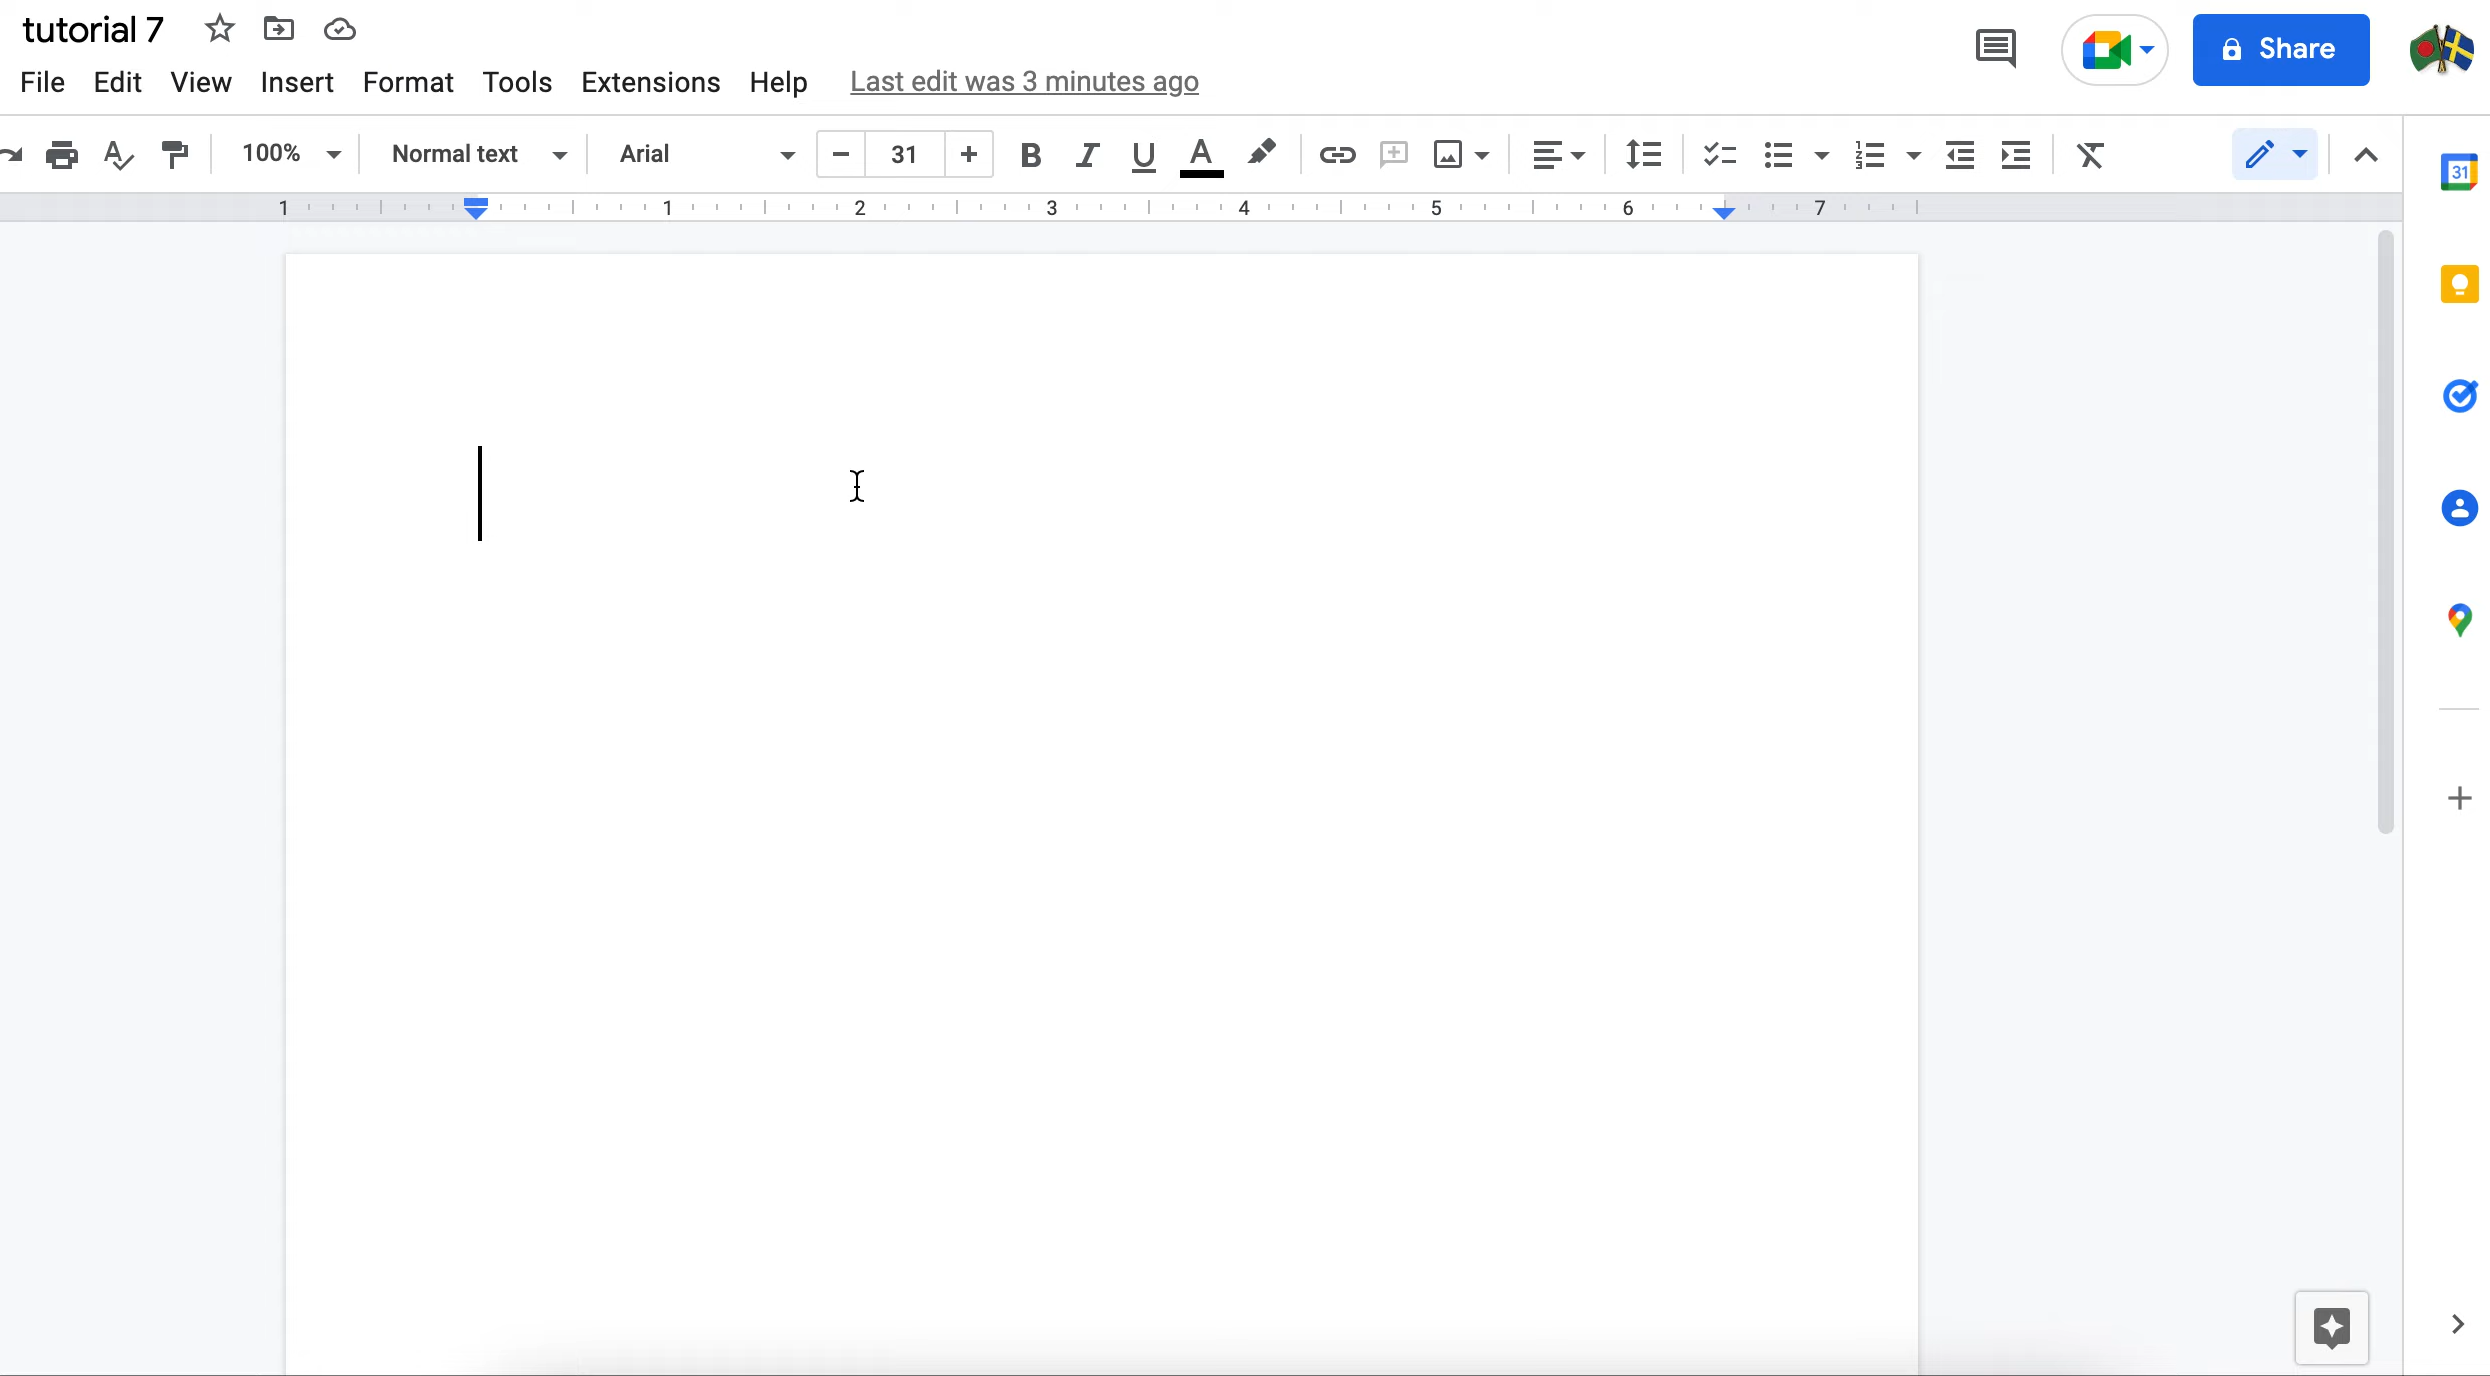 tutorial 7
File Edit View Insert Format Tools Extensions Help Last edit was 3 minutes ago
Share
100% Normal text Arial − 31 + B I U A
31
1 1 2 3 4 5 6 7